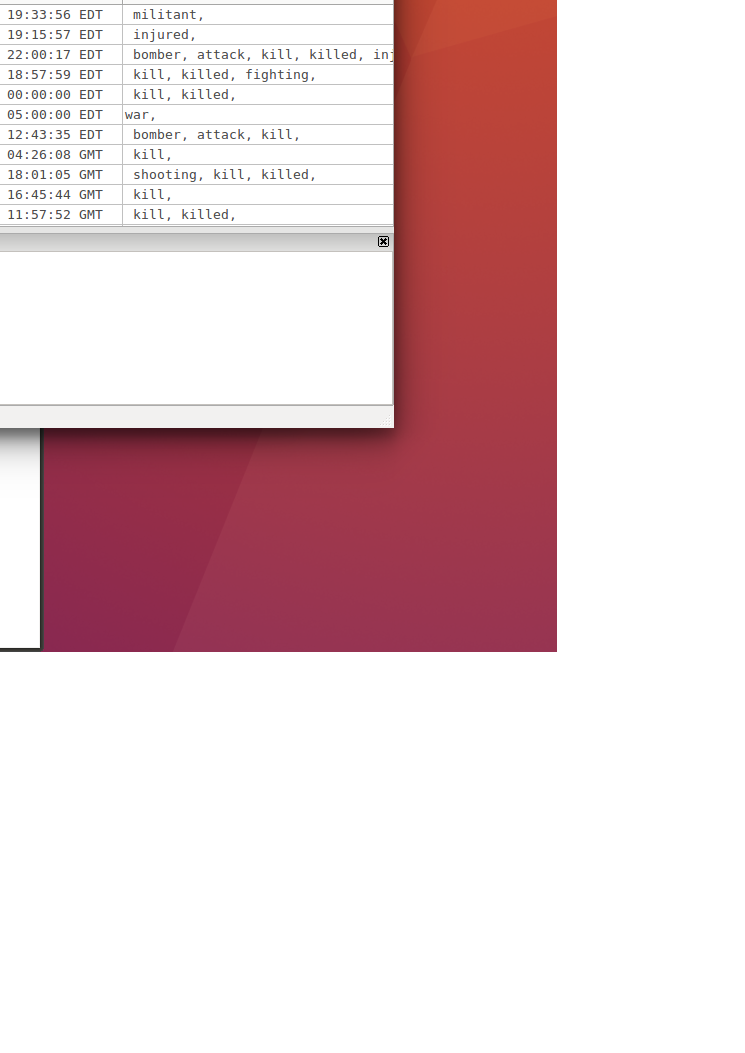 19:33:56 EDT militant,
19:15:57 EDT injured,
22:00:17 EDT bomber, attack, kill, killed, inj
18:57:59 EDT kill, killed, fighting,
00:00:00 EDT kill, killed,
05:00:00 EDT war,
12:43:35 EDT bomber, attack, kill,
04:26:08 GMT kill,
18:01:05 GMT shooting, kill, killed,
16:45:44 GMT kill,
11:57:52 GMT kill, killed,